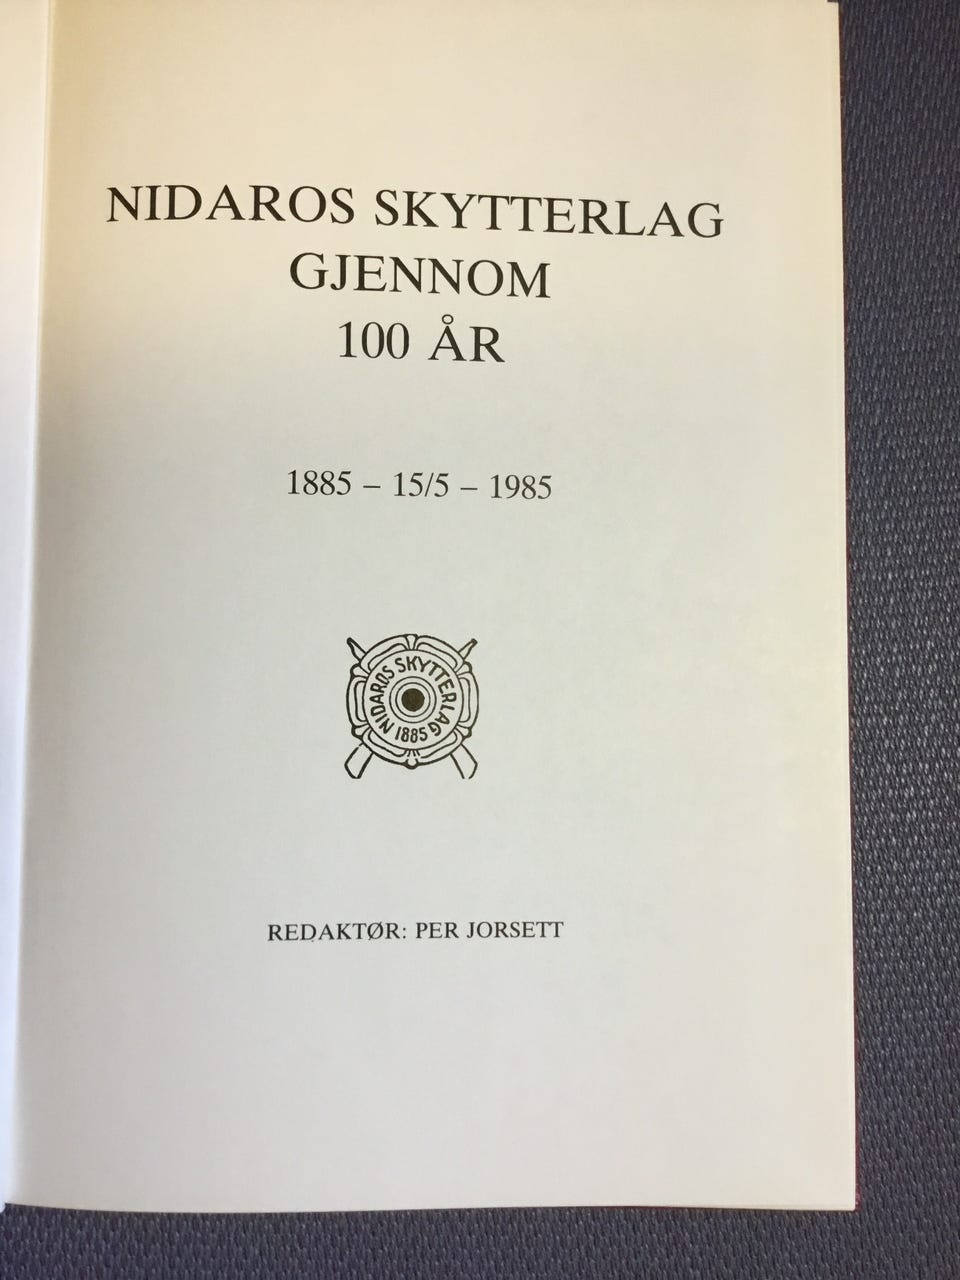 NIDAROS SKYTTERLAG
GJENNOM
100 ÅR
1885 – 15/5 – 1985
NIDAROS SKYTTERLAG
1885
REDAKTØR: PER JORSETT